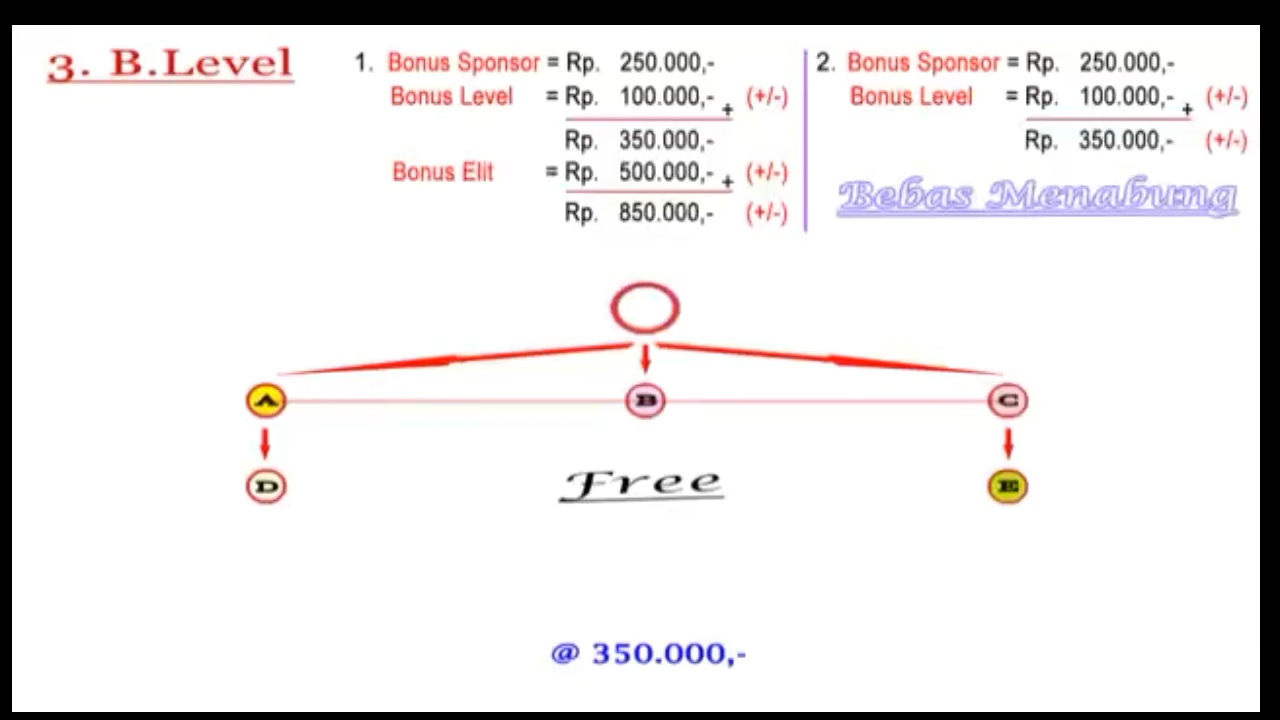 3. B.Level
1. Bonus Sponsor = Rp. 250.000,-
Bonus Level = Rp. 100.000,- + (+/-)
Rp. 350.000,-
Bonus Elit = Rp. 500.000,- + (+/-)
Rp. 850.000,- (+/-)
2. Bonus Sponsor = Rp. 250.000,-
Bonus Level = Rp. 100.000,- + (+/-)
Rp. 350.000,- (+/-)
Bebas Menabung
A
B
C
D
Free
E
@ 350.000,-